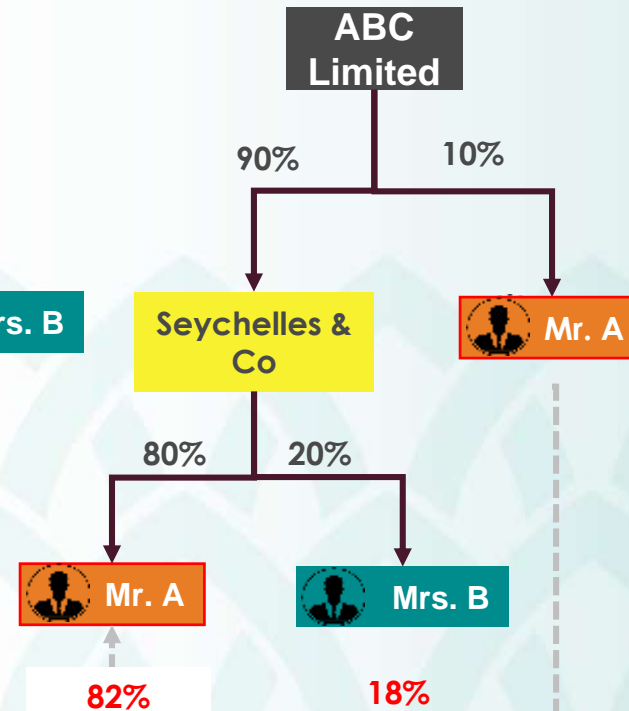 ABC
Limited
90%
10%
rs. B
Seychelles &
Co
Mr. A
80%
20%
Mr. A
Mrs. B
82%
18%